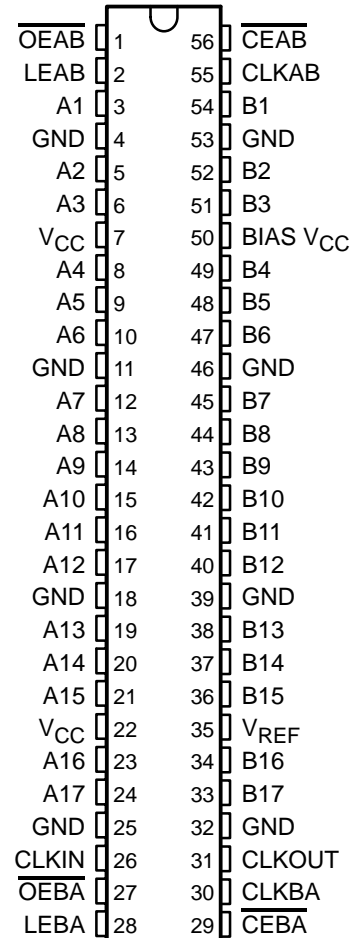 OEAB 1 56 CEAB
LEAB 2 55 CLKAB
A1 3 54 B1
GND 4 53 GND
A2 5 52 B2
A3 6 51 B3
VCC 7 50 BIAS VCC
A4 8 49 B4
A5 9 48 B5
A6 10 47 B6
GND 11 46 GND
A7 12 45 B7
A8 13 44 B8
A9 14 43 B9
A10 15 42 B10
A11 16 41 B11
A12 17 40 B12
GND 18 39 GND
A13 19 38 B13
A14 20 37 B14
A15 21 36 B15
VCC 22 35 VREF
A16 23 34 B16
A17 24 33 B17
GND 25 32 GND
CLKIN 26 31 CLKOUT
OEBA 27 30 CLKBA
LEBA 28 29 CEBA